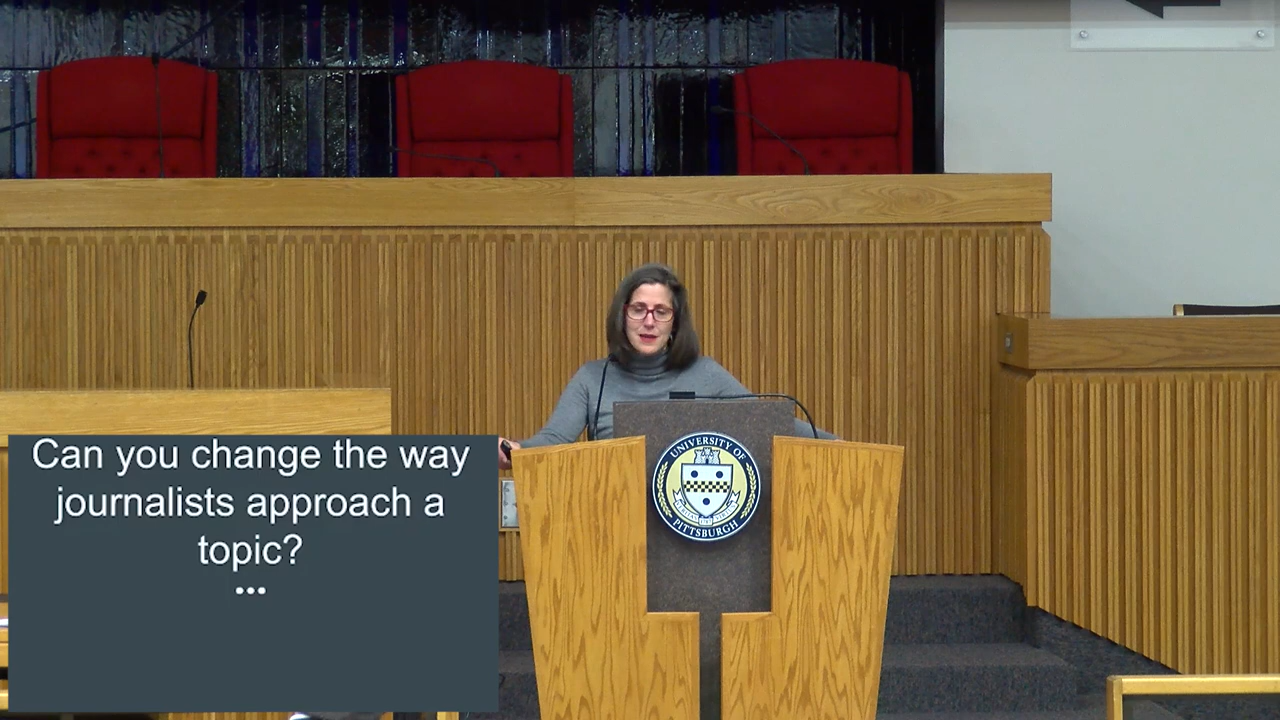 Can you change the way
journalists approach a
topic?
...
UNIVERSITY OF
PITTSBURGH